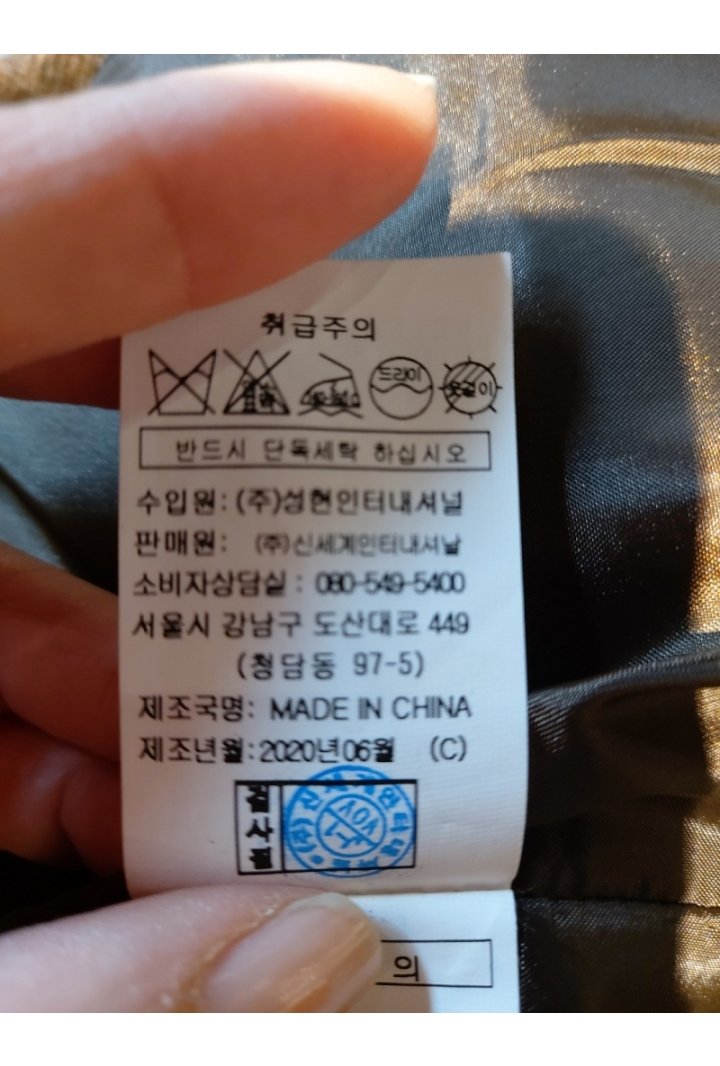 취급주의
드라이 옷걸이
반드시 단독세탁 하십시오
수입원: (주)성현인터내셔널
판매원: (주)신세계인터내셔날
소비자상담실 : 080-549-5400
서울시 강남구 도산대로 449
(청담동 97-5)
제조국명: MADE IN CHINA
제조년월:2020년06월 (C)
VOV
의